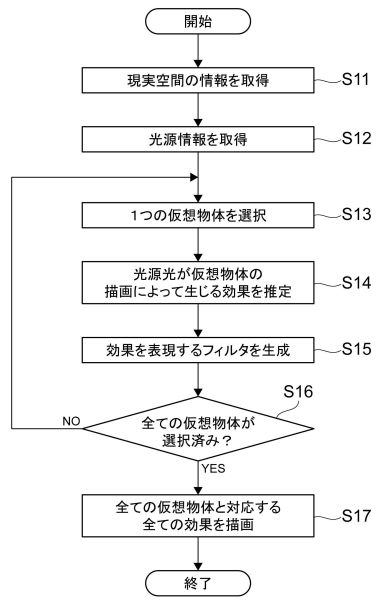 開始
現実空間の情報を取得
S11
光源情報を取得
S12
1つの仮想物体を選択
S13
光源光が仮想物体の
描画によって生じる効果を推定
S14
効果を表現するフィルタを生成
S15
S16
全ての仮想物体が
選択済み?
NO
YES
全ての仮想物体と対応する
全ての効果を描画
S17
終了